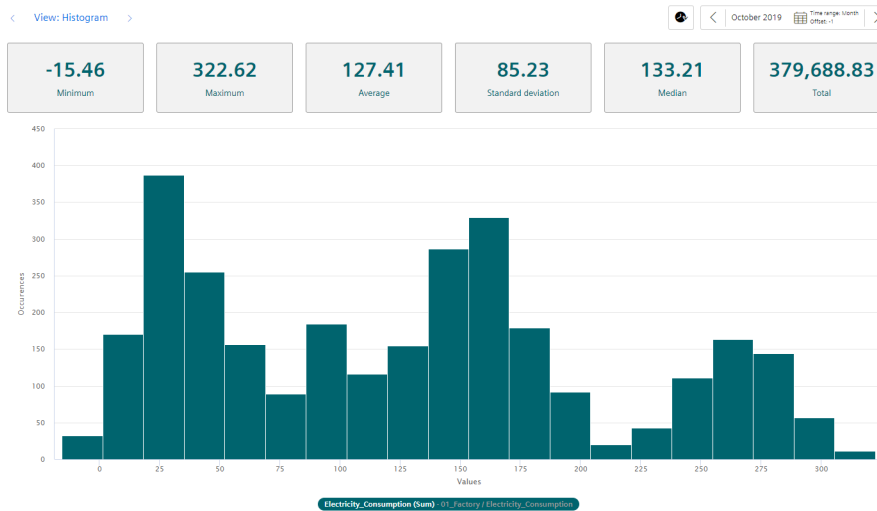 View: Histogram
October 2019
Time range: Month
Offset: -1
-15.46
Minimum
322.62
Maximum
127.41
Average
85.23
Standard deviation
133.21
Median
379,688.83
Total
450
400
350
300
250
200
150
100
50
0
Occurences
0 25 50 75 100 125 150 175 200 225 250 275 300
Values
Electricity_Consumption (Sum) - 01_Factory / Electricity_Consumption